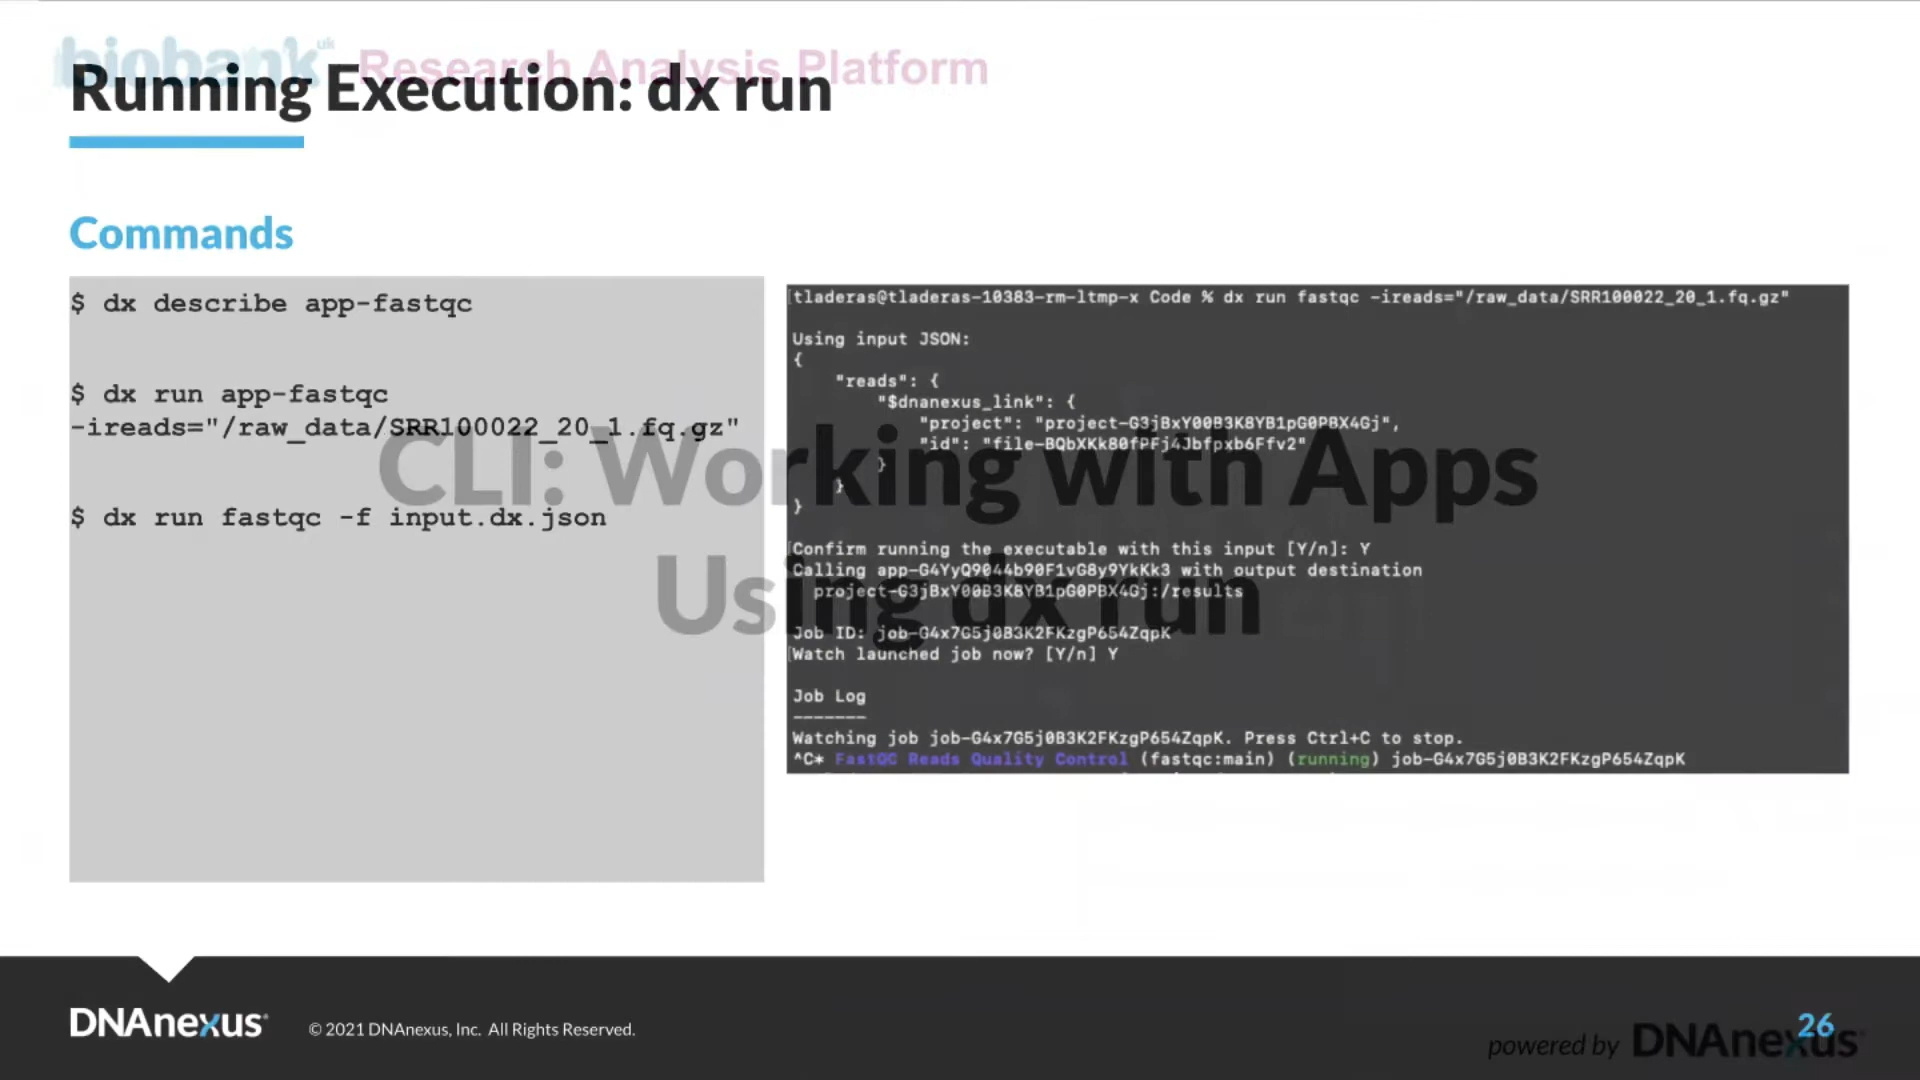 biobank uk Research Analysis Platform
Running Execution: dx run
Commands
$ dx describe app-fastqc
$ dx run app-fastqc
-ireads="/raw_data/SRR100022_20_1.fq.gz"
$ dx run fastqc -f input.dx.json
[tladeras@tladeras-10383-rm-ltmp-x Code % dx run fastqc -ireads="/raw_data/SRR100022_20_1.fq.gz"
Using input JSON:
{
"reads": {
"$dnanexus_link": {
"project": "project-G3jBxY00B3K8YB1pG0PBX4Gj",
"id": "file-BQbXKk80fPFj4Jbfpxb6Ffv2"
}
}
}
[Confirm running the executable with this input [Y/n]: Y
Calling app-G4YyQ9044b90F1vG8y9YkKk3 with output destination
project-G3jBxY00B3K8YB1pG0PBX4Gj:/results
Job ID: job-G4x7G5j0B3K2FKzgP654ZqpK
[Watch launched job now? [Y/n] Y
Job Log
-------
Watching job job-G4x7G5j0B3K2FKzgP654ZqpK. Press Ctrl+C to stop.
^C* FastQC Reads Quality Control (fastqc:main) (running) job-G4x7G5j0B3K2FKzgP654ZqpK
CLI: Working with Apps
Using dx run
DNAnexus
© 2021 DNAnexus, Inc. All Rights Reserved.
26
powered by DNAnexus